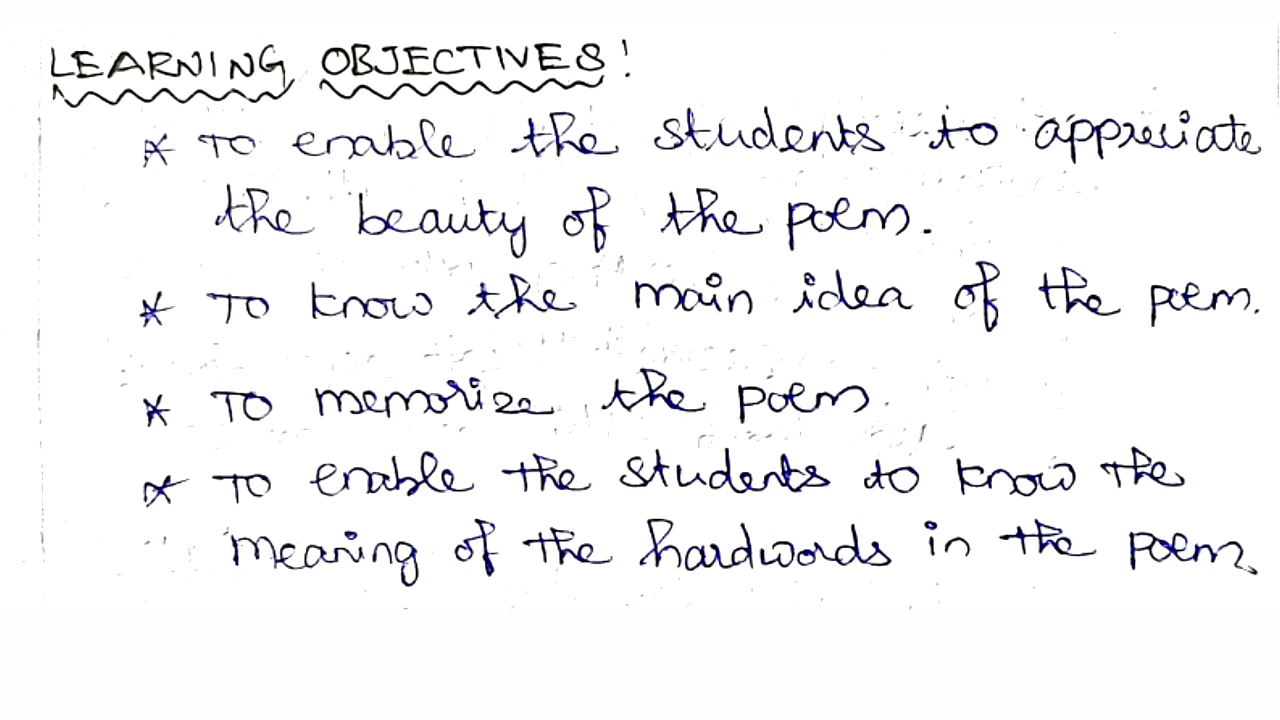 LEARNING OBJECTIVES!
* TO enable the students to appreciate
the beauty of the poem.
* TO know the main idea of the poem.
* TO memorize the poem.
* TO enable the students to know the
meaning of the hardwords in the poem.